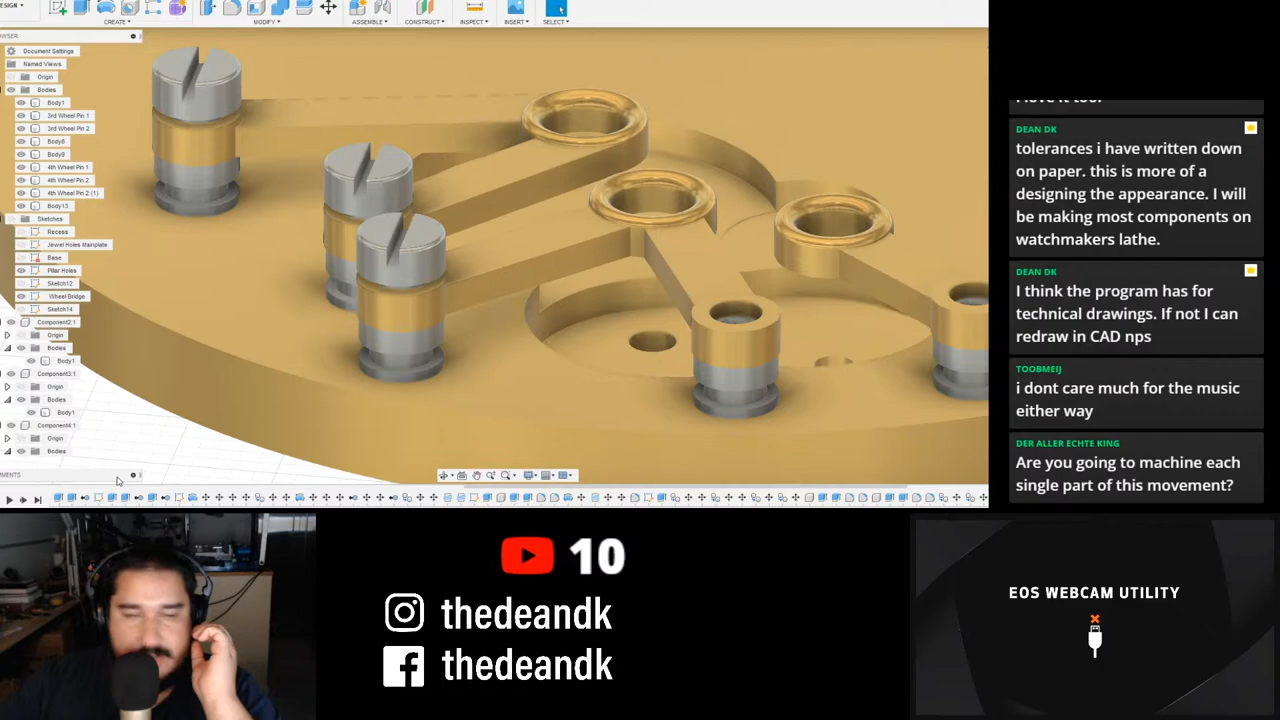 CREATE
MODIFY
ASSEMBLE
CONSTRUCT
INSPECT
INSERT
SELECT
Document Settings
Named Views
Origin
Bodies
Body1
3rd Wheel Pin 1
3rd Wheel Pin 2
Body8
Body9
4th Wheel Pin 1
4th Wheel Pin 2
4th Wheel Pin 2 (1)
Body13
Sketches
Recess
Jewel Holes Mainplate
Base
Pillar Holes
Sketch12
Wheel Bridge
Sketch14
Component2:1
Origin
Bodies
Body1
Component3:1
Origin
Bodies
Body1
Component4:1
Origin
Bodies
DEAN DK
tolerances i have written down
on paper. this is more of a
designing the appearance. I will
be making most components on
watchmakers lathe.
DEAN DK
I think the program has for
technical drawings. If not I can
redraw in CAD nps
TOOBMEIJ
i dont care much for the music
either way
DER ALLER ECHTE KING
Are you going to machine each
single part of this movement?
10
thedeandk
thedeandk
EOS WEBCAM UTILITY